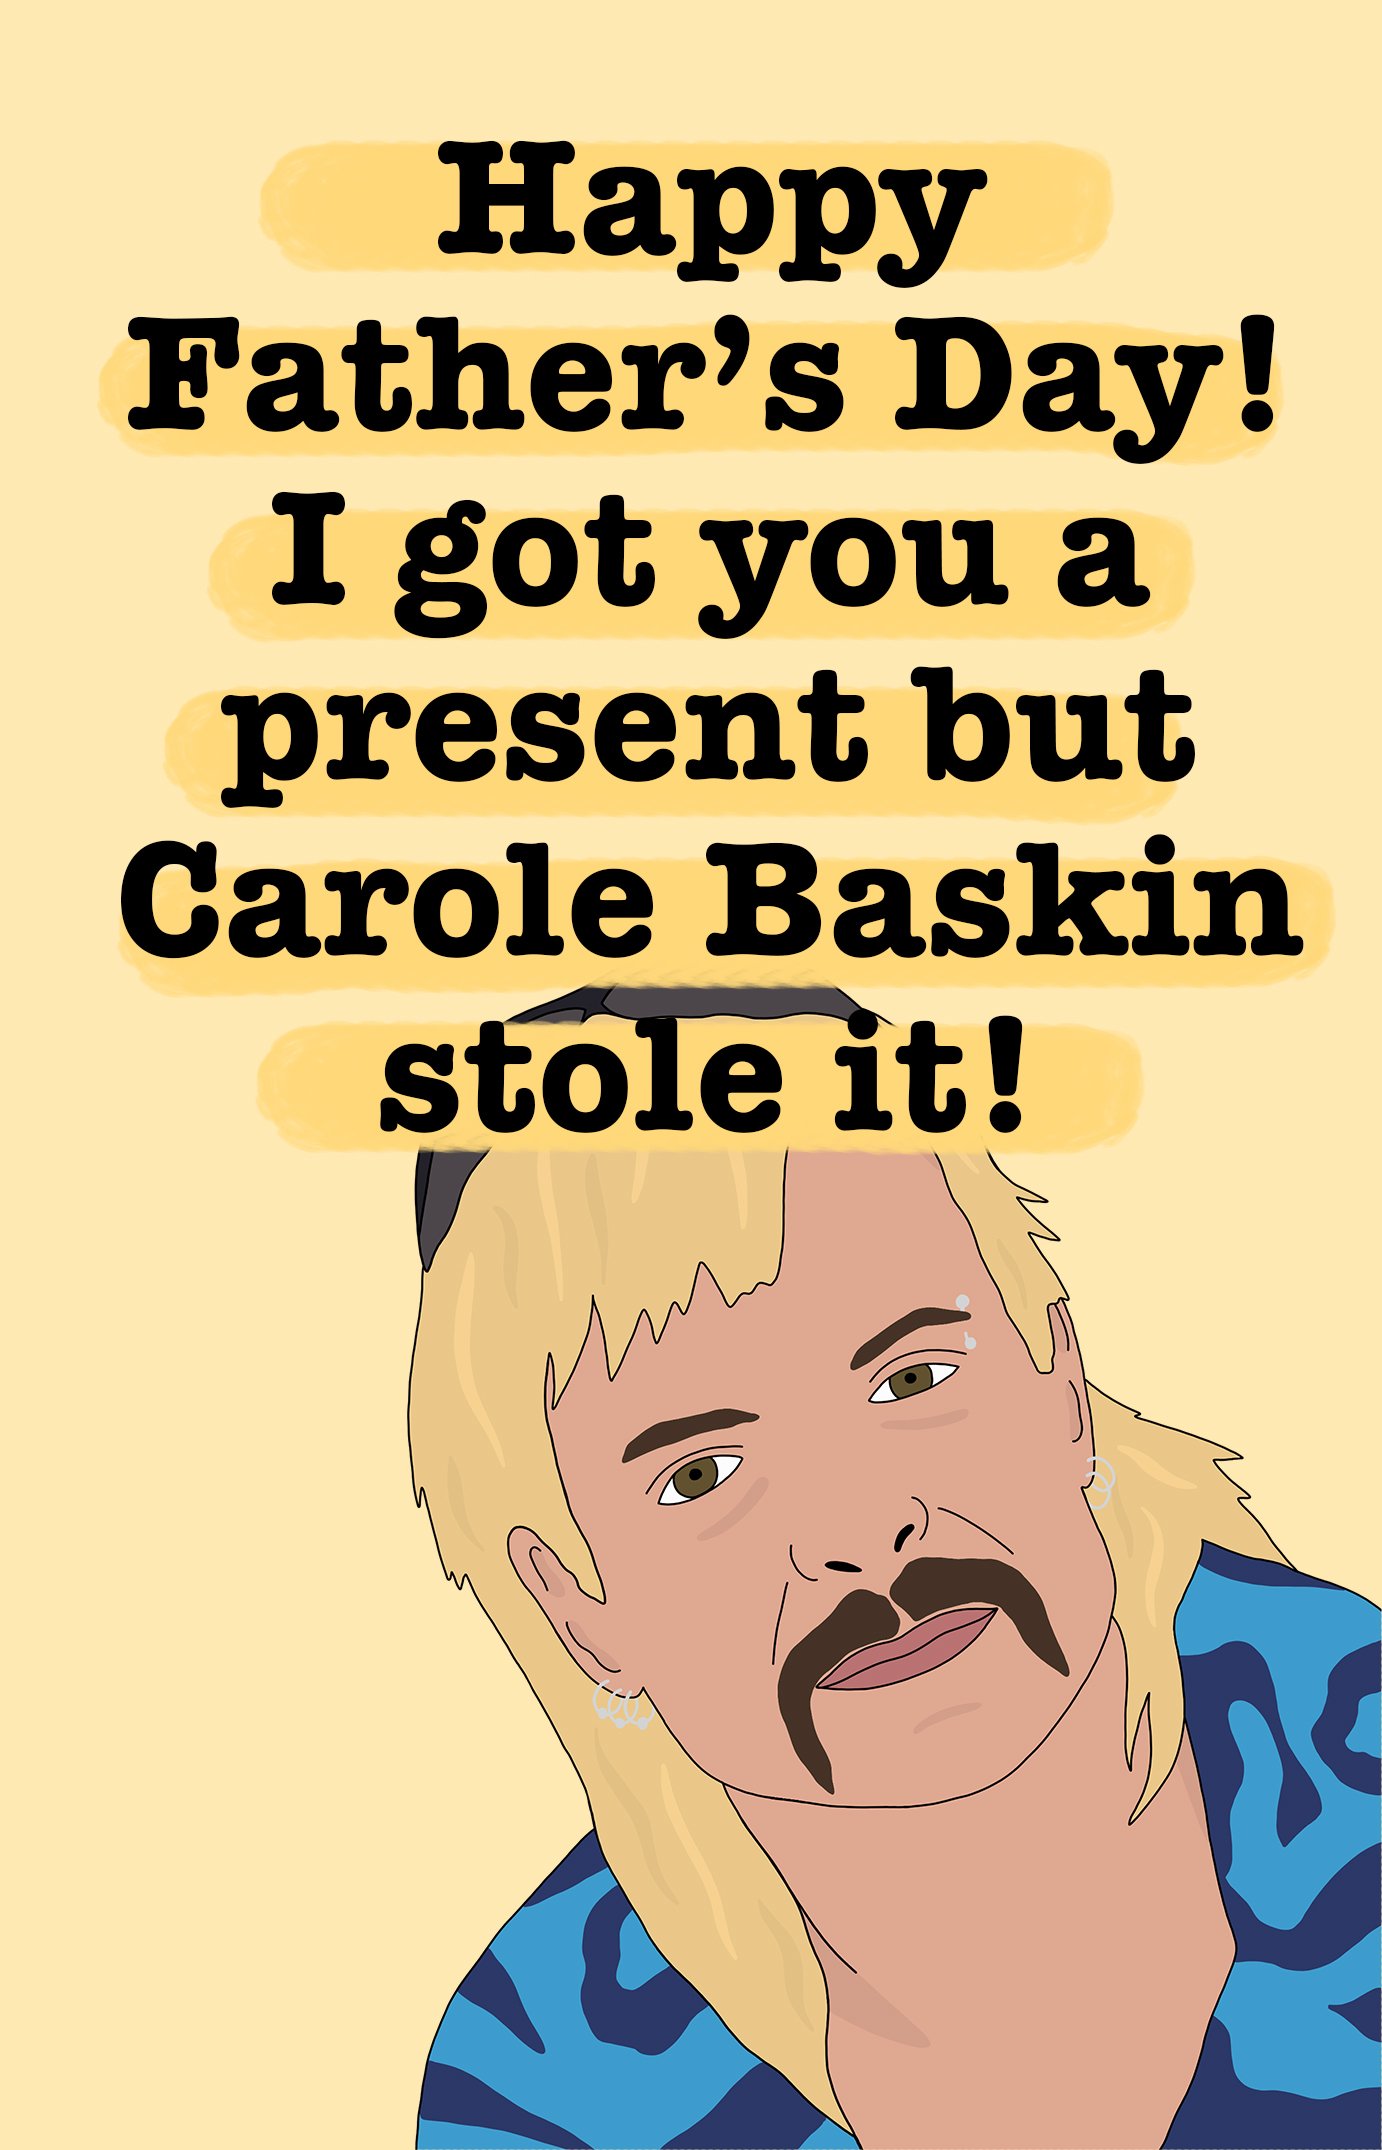 Happy
Father’s Day!
I got you a
present but
Carole Baskin
stole it!